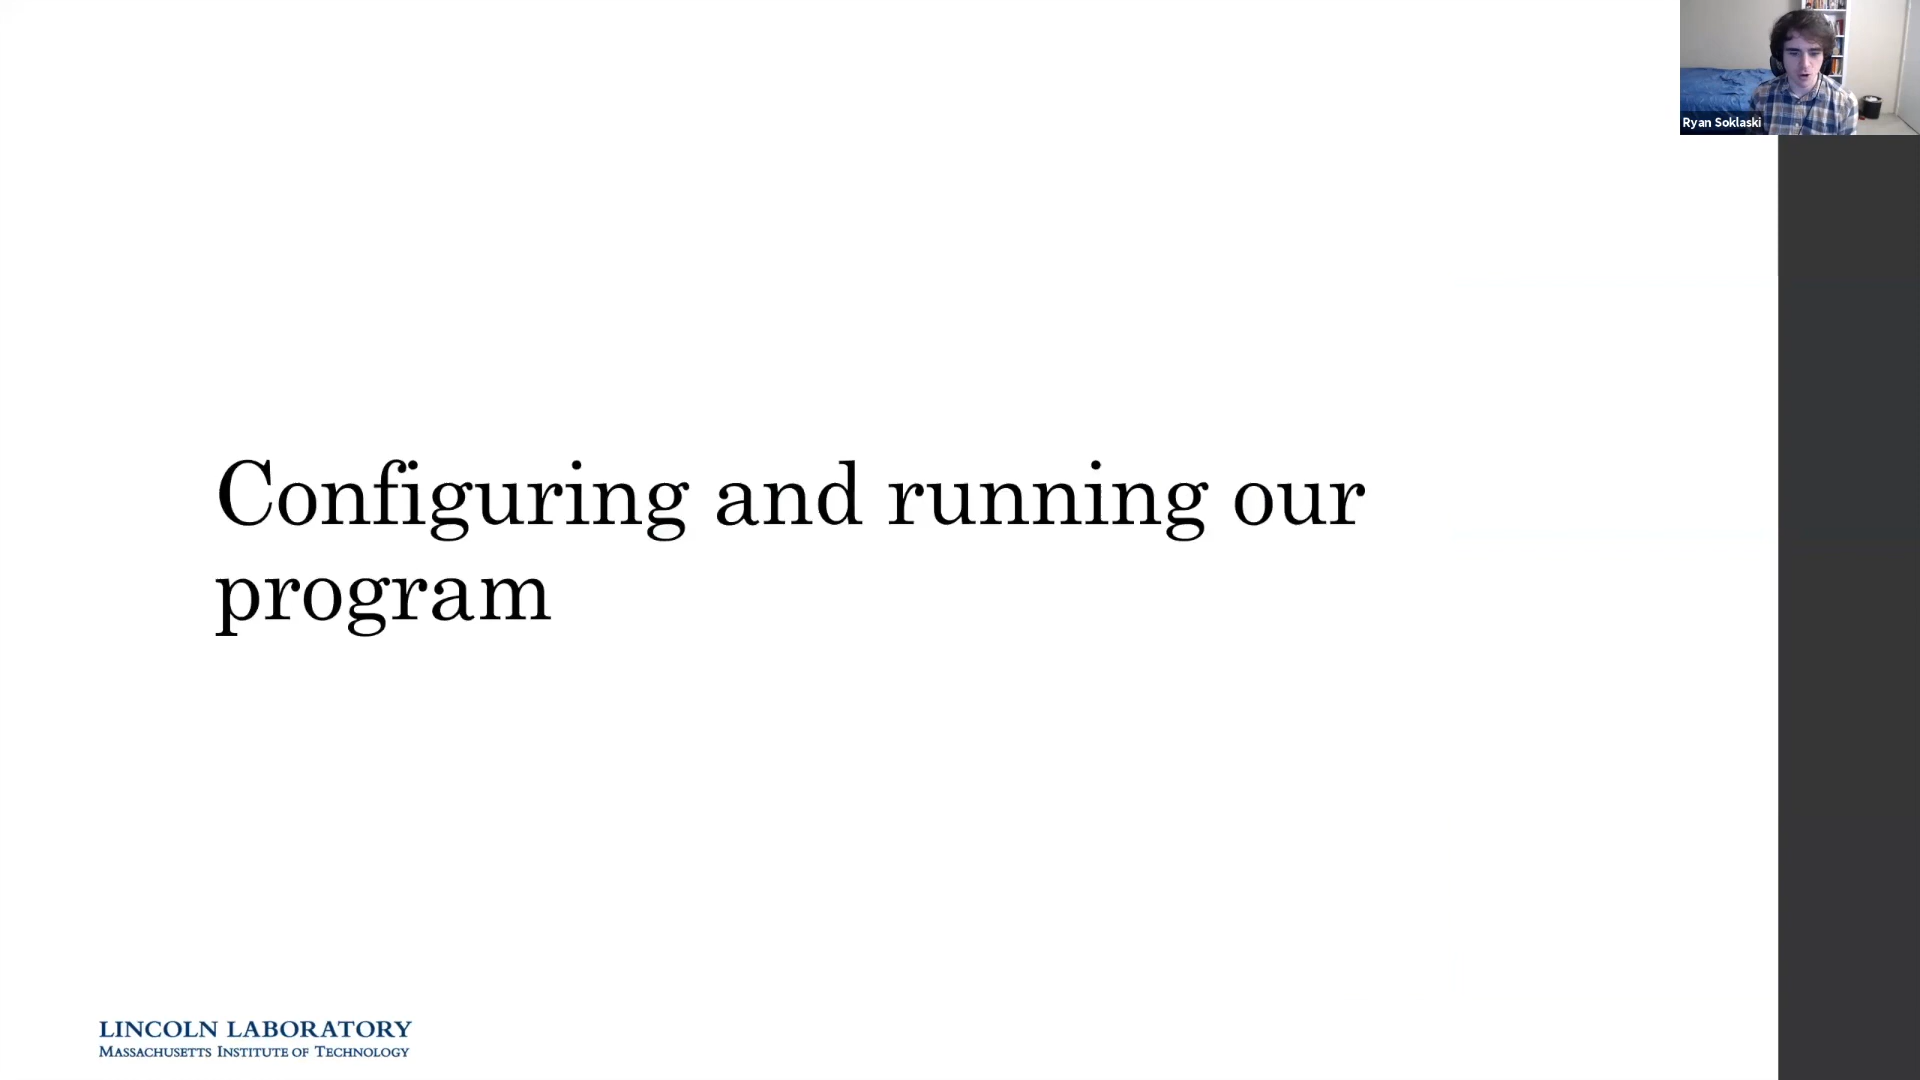 Ryan Soklaski
Configuring and running our
program
LINCOLN LABORATORY
MASSACHUSETTS INSTITUTE OF TECHNOLOGY